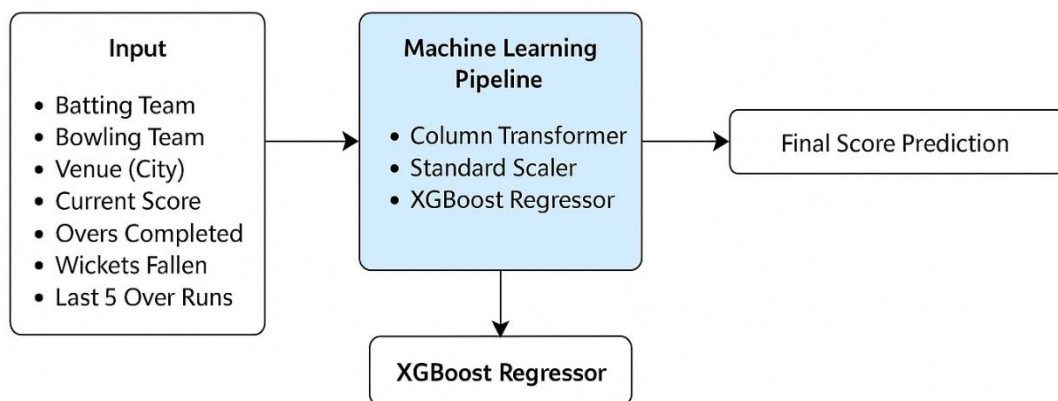 Input
• Batting Team
• Bowling Team
• Venue (City)
• Current Score
• Overs Completed
• Wickets Fallen
• Last 5 Over Runs
Machine Learning
Pipeline
• Column Transformer
• Standard Scaler
• XGBoost Regressor
Final Score Prediction
XGBoost Regressor